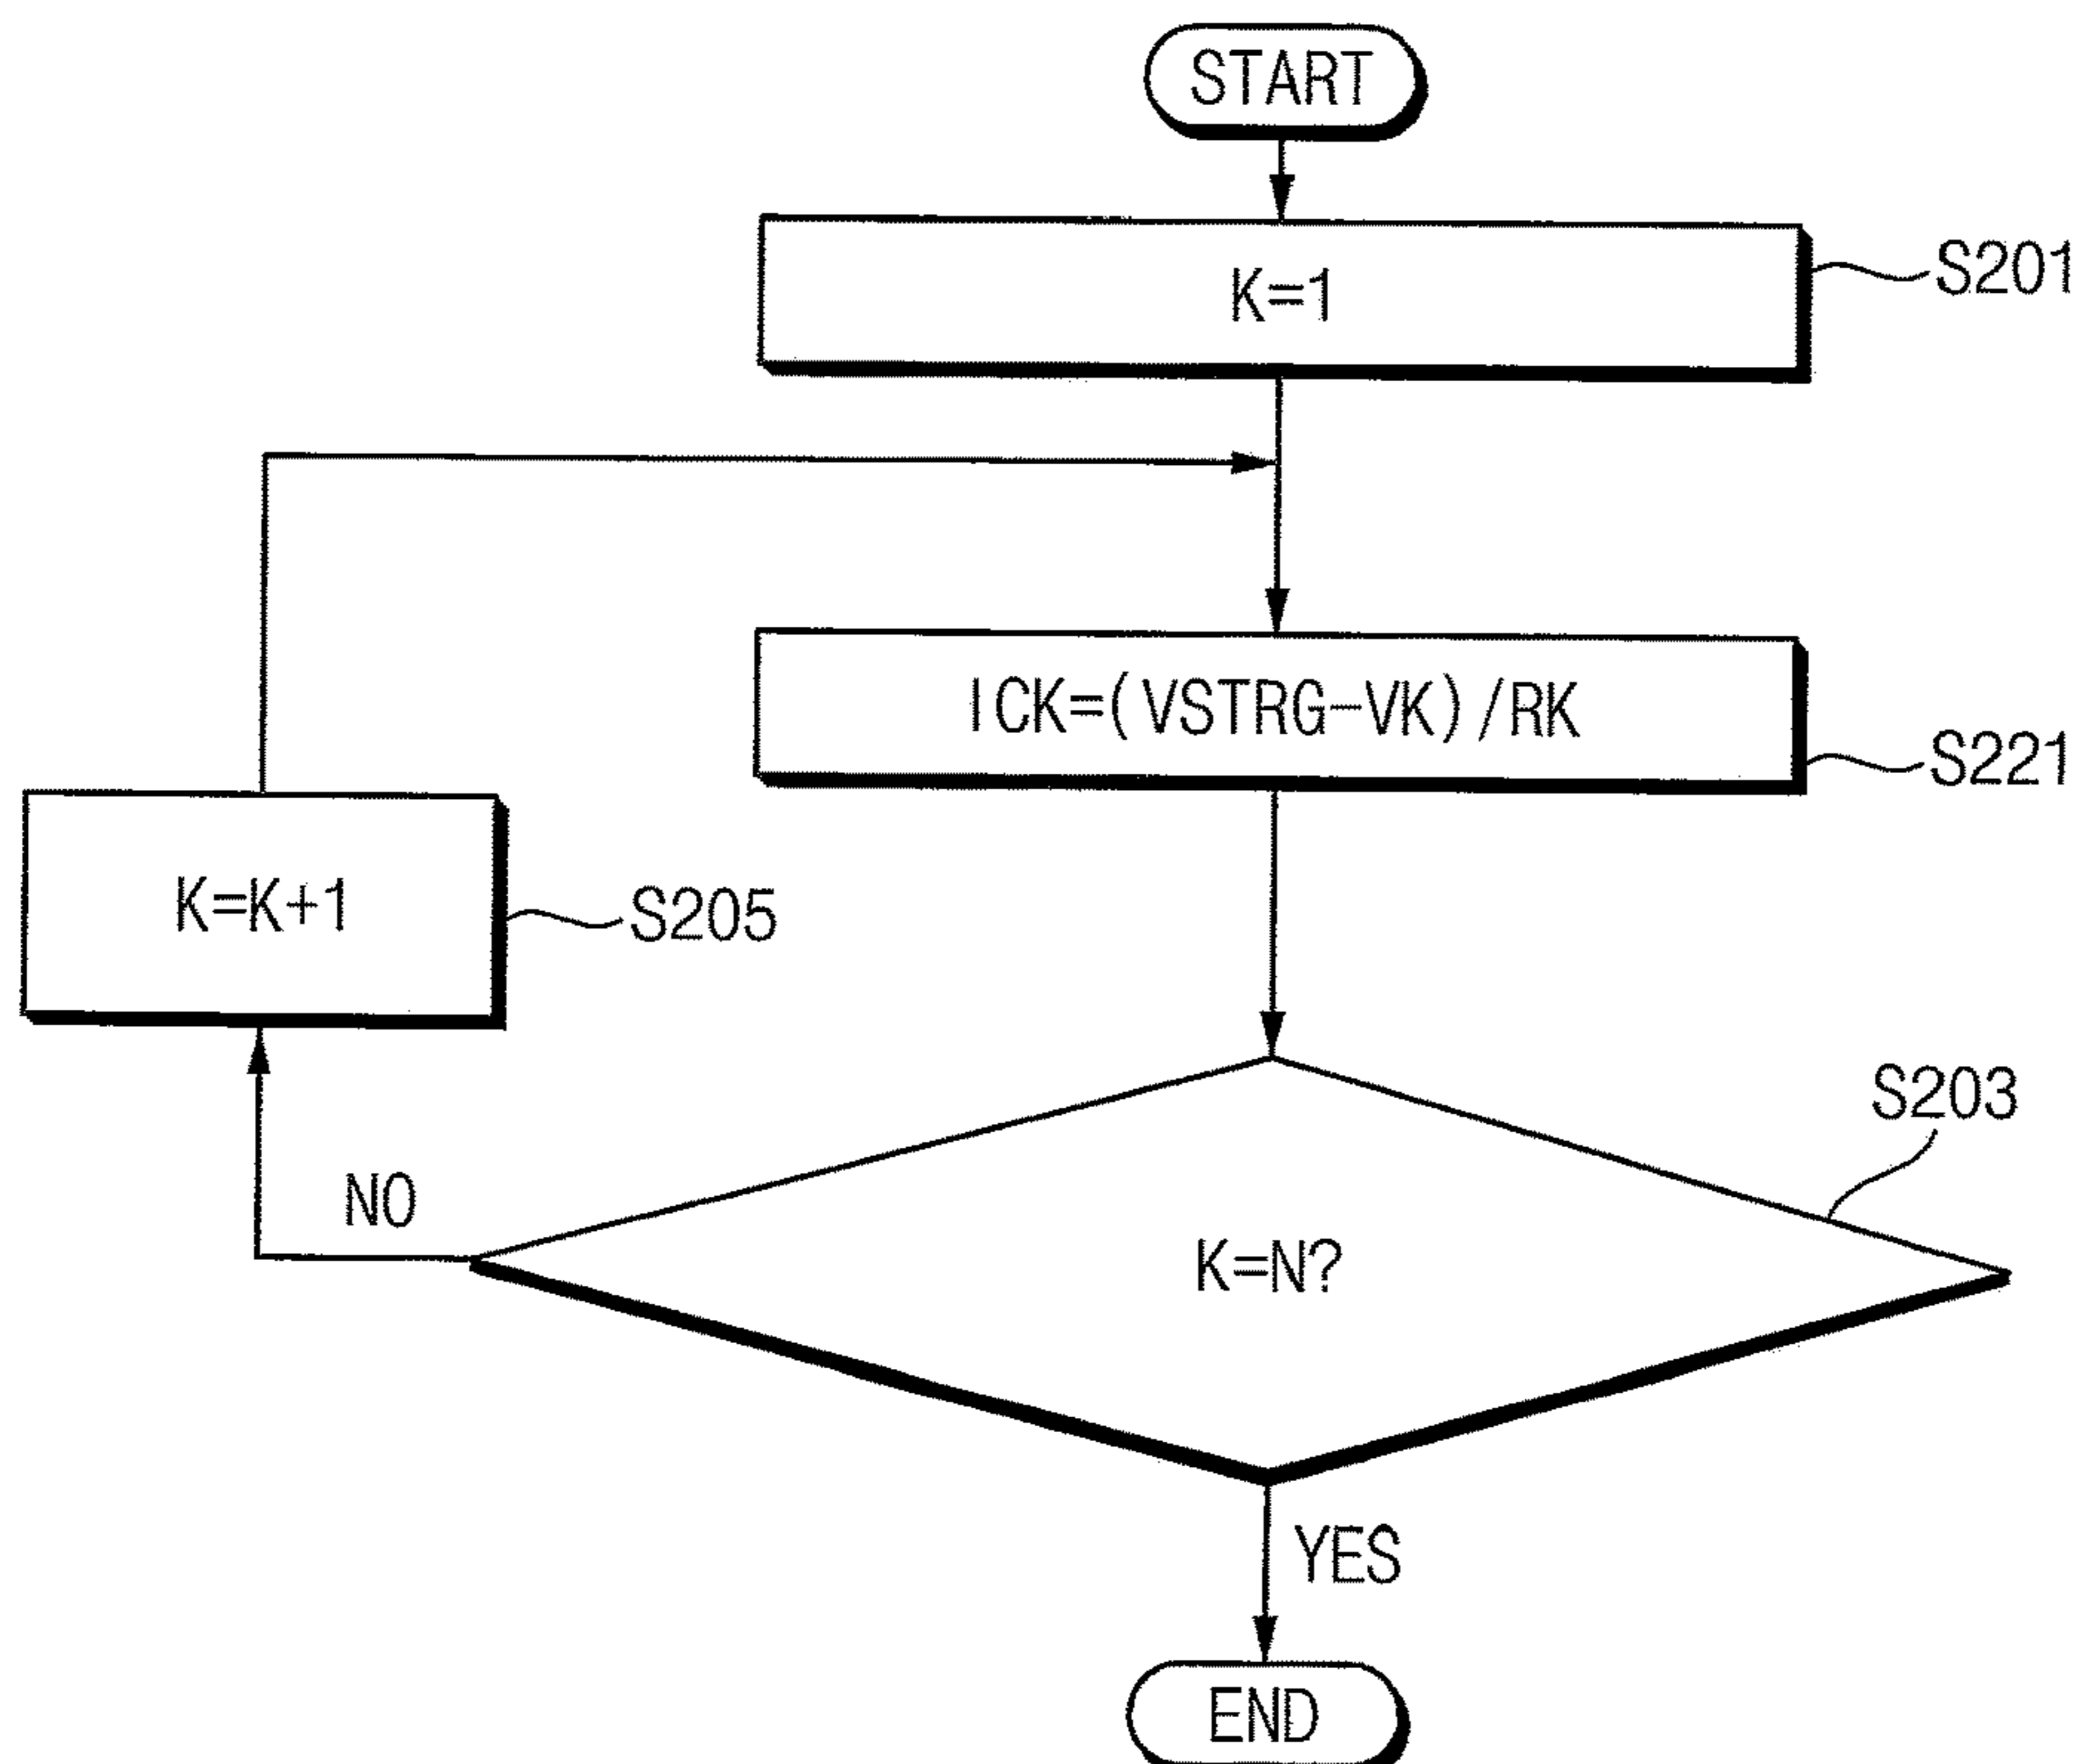 START
K=1
S201
ICK=(VSTRG-VK)/RK
S221
K=K+1
S205
S203
NO
K=N?
YES
END